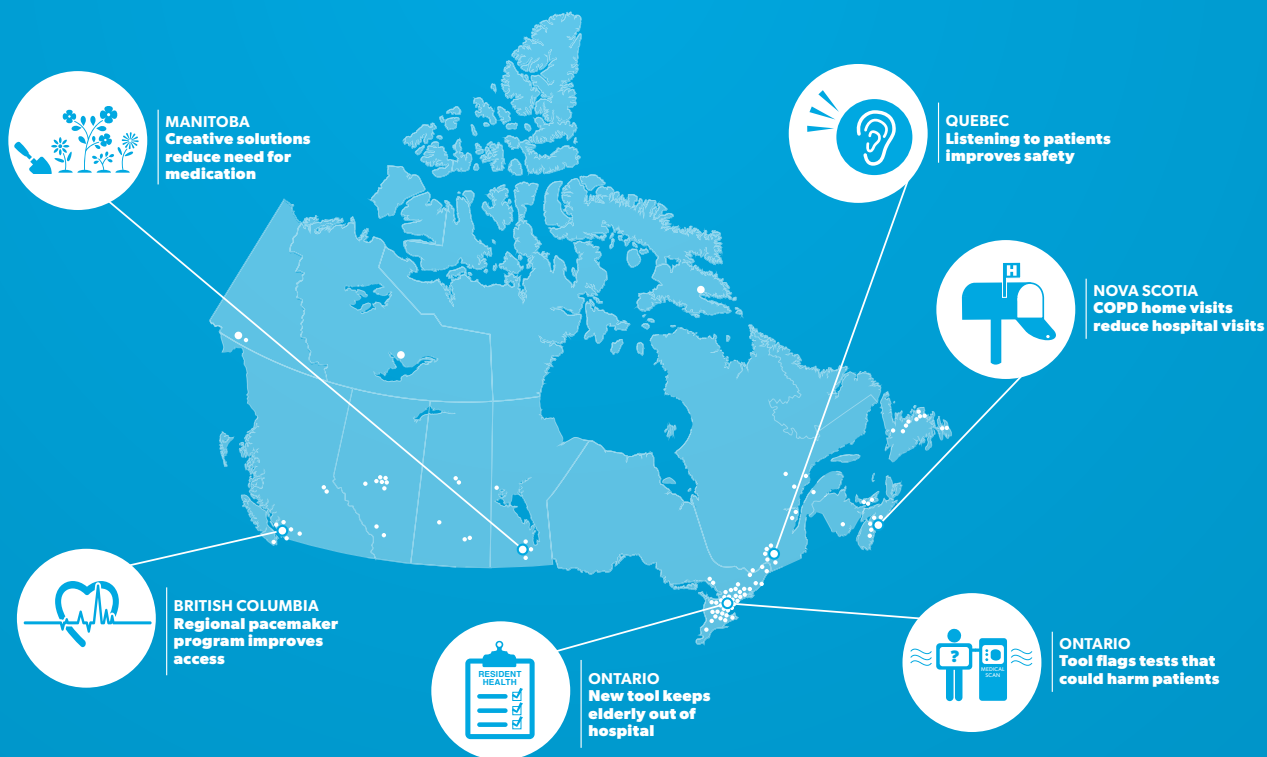 MANITOBA
Creative solutions
reduce need for
medication
QUEBEC
Listening to patients
improves safety
H
NOVA SCOTIA
COPD home visits
reduce hospital visits
BRITISH COLUMBIA
Regional pacemaker
program improves
access
RESIDENT
HEALTH
ONTARIO
New tool keeps
elderly out of
hospital
?
MEDICAL
SCAN
ONTARIO
Tool flags tests that
could harm patients